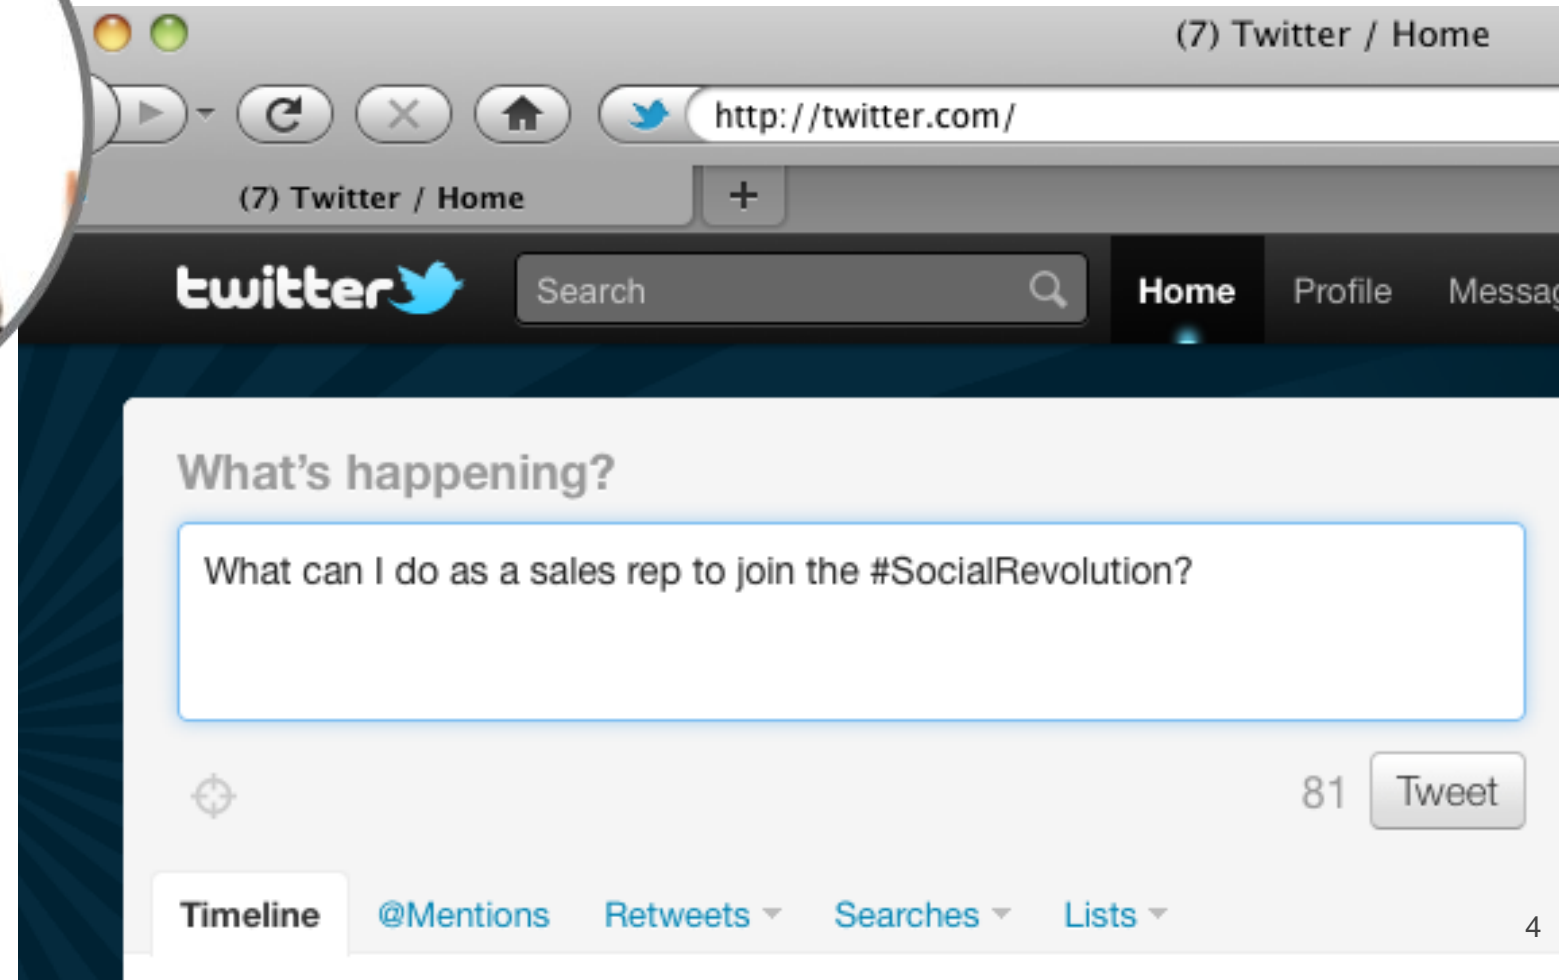 (7) Twitter / Home
http://twitter.com/
(7) Twitter / Home
+
twitter
Search
Home
Profile
Messag
What's happening?
What can I do as a sales rep to join the #SocialRevolution?
81
Tweet
Timeline
@Mentions
Retweets
Searches
Lists
4